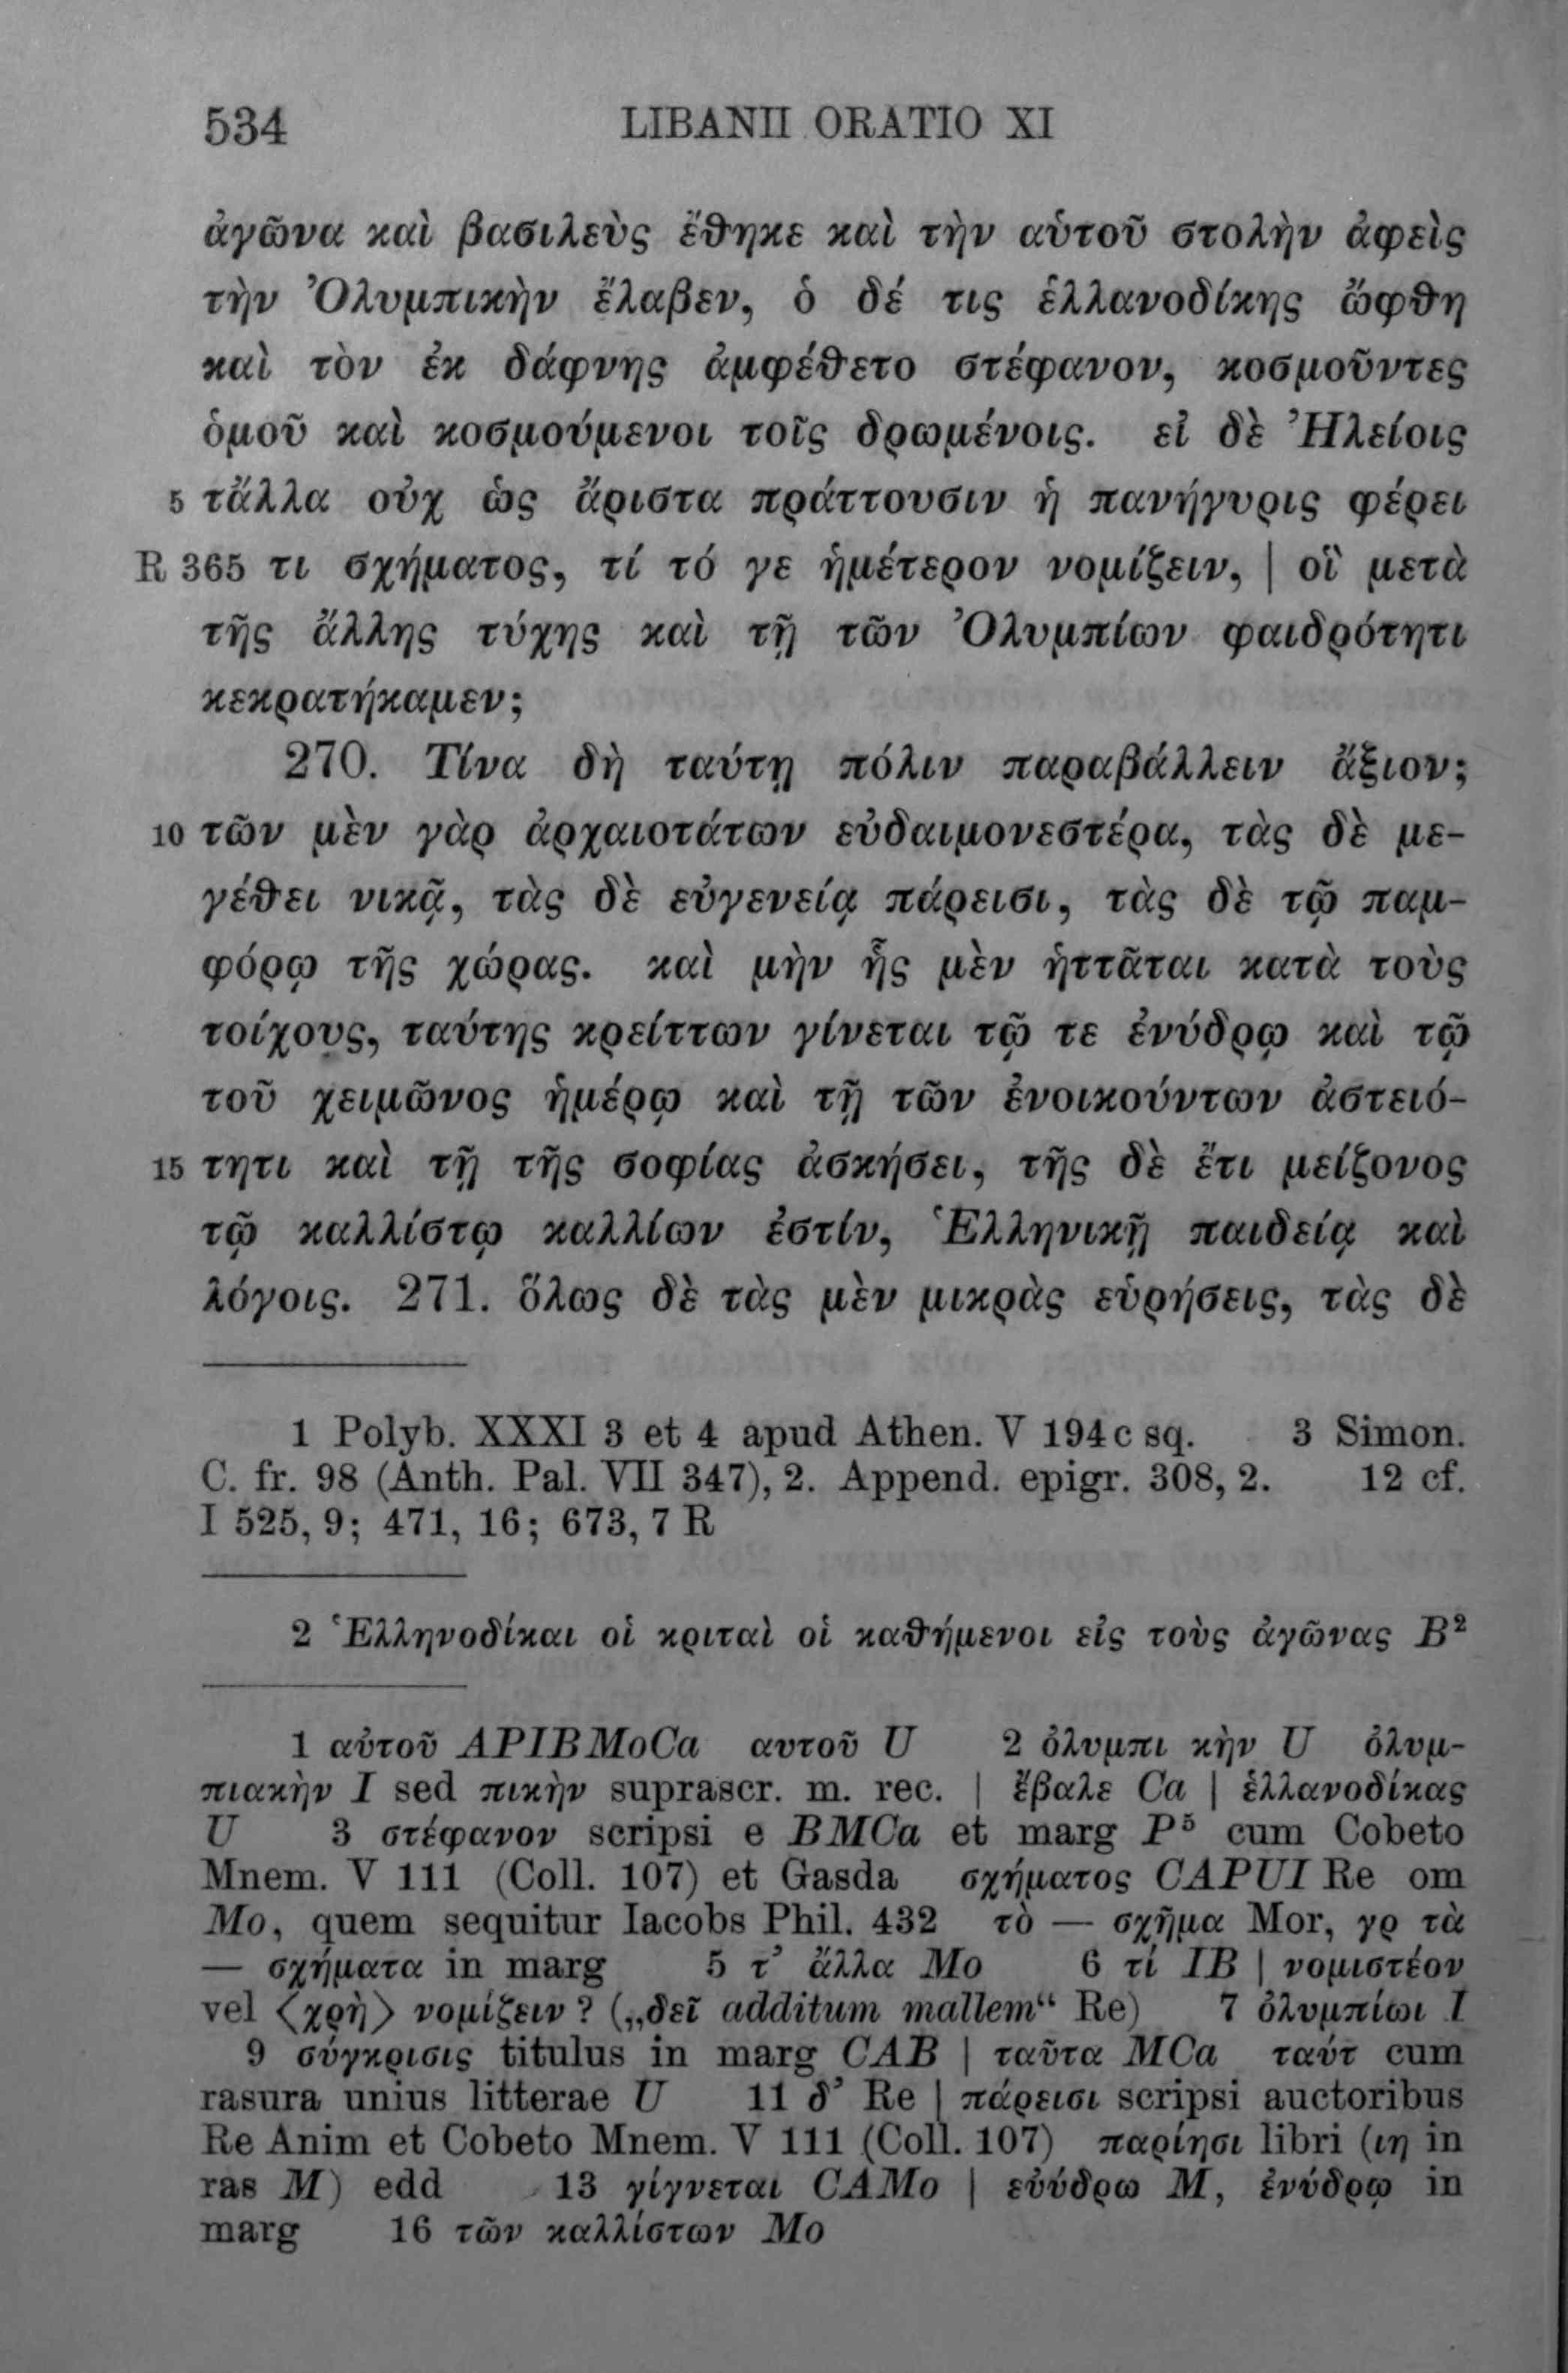 534 LIBANII ORATIO XI
ἀγῶνα καὶ βασιλεὺς ἔθηκε καὶ τὴν αὑτοῦ στολὴν ἀφεὶς
τὴν Ὀλυμπικὴν ἔλαβεν, ὁ δέ τις ἑλλανοδίκης ὤφθη
καὶ τὸν ἐκ δάφνης ἀμφέθετο στέφανον, κοσμοῦντες
ὁμοῦ καὶ κοσμούμενοι τοῖς δρωμένοις. εἰ δὲ Ἠλείοις
5 τἄλλα οὐχ ὡς ἄριστα πράττουσιν ἡ πανήγυρις φέρει
R 365 τι σχήματος, τί τό γε ἡμέτερον νομίζειν, | οἳ μετὰ
τῆς ἄλλης τύχης καὶ τῇ τῶν Ὀλυμπίων φαιδρότητι
κεκρατήκαμεν;
270. Τίνα δὴ ταύτῃ πόλιν παραβάλλειν ἄξιον;
10 τῶν μὲν γὰρ ἀρχαιοτάτων εὐδαιμονεστέρα, τὰς δὲ με-
γέθει νικᾷ, τὰς δὲ εὐγενείᾳ πάρεισι, τὰς δὲ τῷ παμ-
φόρῳ τῆς χώρας. καὶ μὴν ἧς μὲν ἡττᾶται κατὰ τοὺς
τοίχους, ταύτης κρείττων γίνεται τῷ τε ἐνύδρῳ καὶ τῷ
τοῦ χειμῶνος ἡμέρῳ καὶ τῇ τῶν ἐνοικούντων ἀστειό-
15 τητι καὶ τῇ τῆς σοφίας ἀσκήσει, τῆς δὲ ἔτι μείζονος
τῷ καλλίστῳ καλλίων ἐστίν, Ἑλληνικῇ παιδείᾳ καὶ
λόγοις. 271. ὅλως δὲ τὰς μὲν μικρὰς εὑρήσεις, τὰς δὲ
1 Polyb. XXXI 3 et 4 apud Athen. V 194c sq. 3 Simon.
C. fr. 98 (Anth. Pal. VII 347), 2. Append. epigr. 308, 2. 12 cf.
I 525, 9; 471, 16; 673, 7 R
2 Ἑλληνοδίκαι οἱ κριταὶ οἱ καθήμενοι εἰς τοὺς ἀγῶνας B²
1 αὐτοῦ APIBMoCa αυτοῦ U 2 ὀλυμπι κὴν U ὀλυμ-
πιακὴν I sed πικὴν suprascr. m. rec. | ἔβαλε Ca | ἑλλανοδίκας
U 3 στέφανον scripsi e BMCa et marg P⁵ cum Cobeto
Mnem. V 111 (Coll. 107) et Gasda σχήματος CAPUI Re om
Mo, quem sequitur Iacobs Phil. 432 τὸ — σχῆμα Mor, γρ τὰ
— σχήματα in marg 5 τ’ ἄλλα Mo 6 τί IB | νομιστέον
vel ⟨χρὴ⟩ νομίζειν ? („δεῖ additum mallem“ Re) 7 ὀλυμπίωι I
9 σύγκρισις titulus in marg CAB | ταῦτα MCa ταύτ cum
rasura unius litterae U 11 δ’ Re | πάρεισι scripsi auctoribus
Re Anim et Cobeto Mnem. V 111 (Coll. 107) παρίησι libri (ιη in
ras M) edd 13 γίγνεται CAMo | εὐύδρω M, ἐνύδρῳ in
marg 16 τῶν καλλίστων Mo